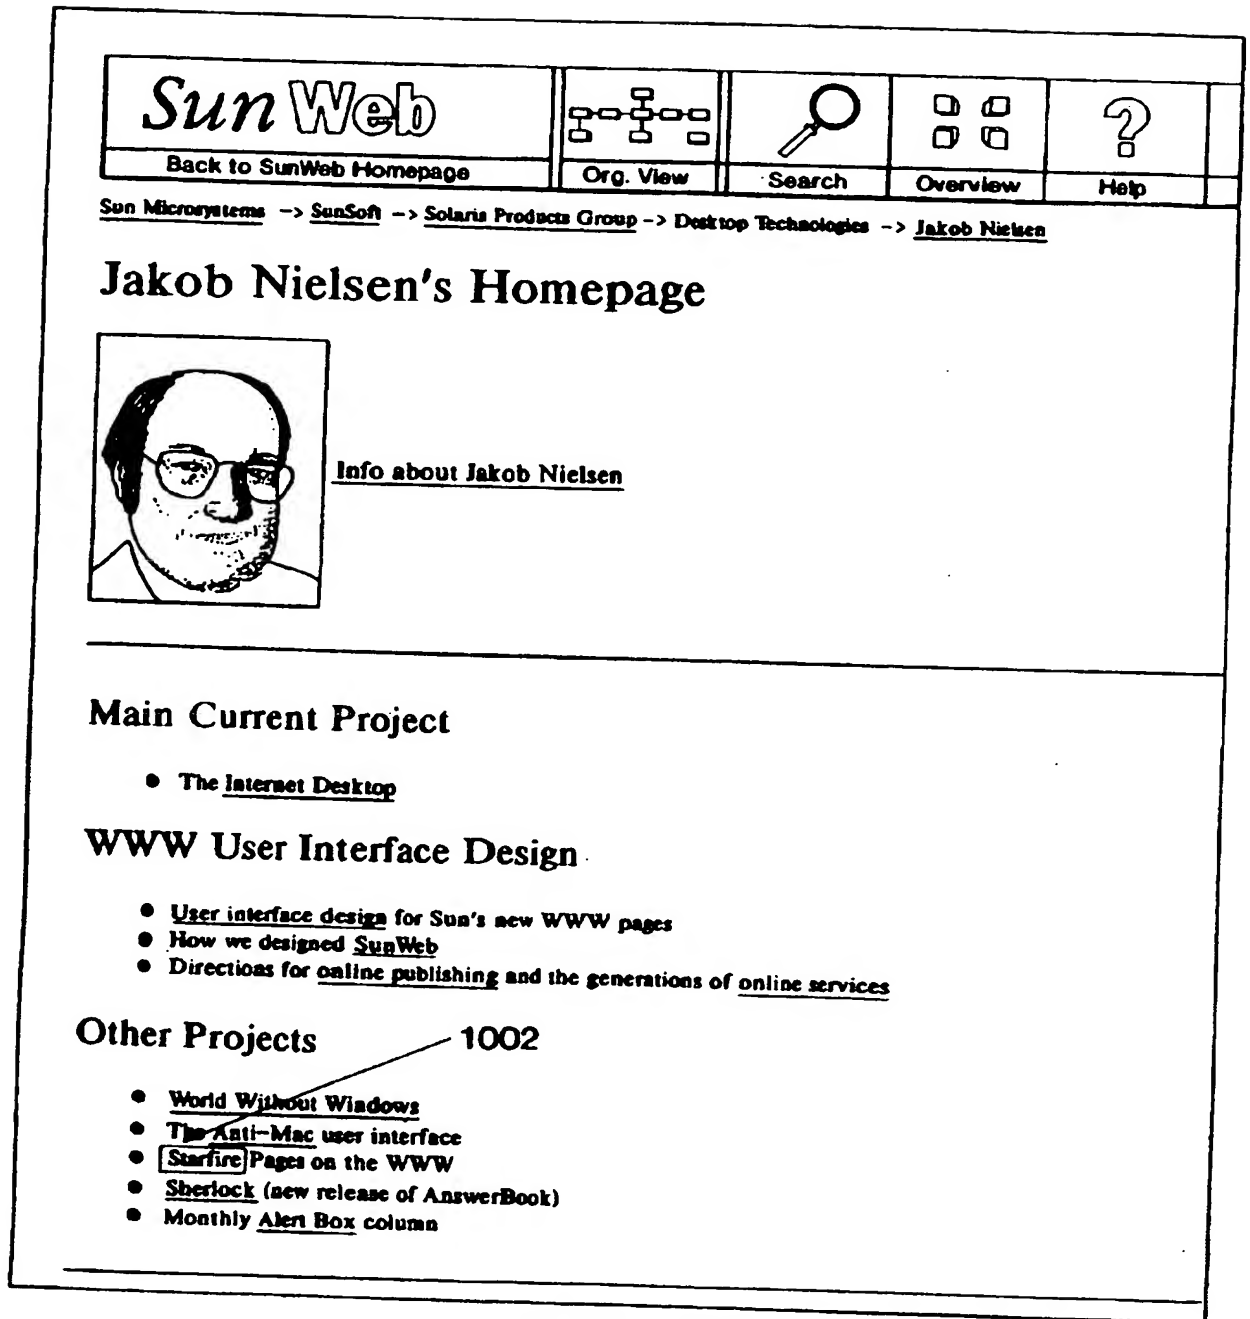 Sun Web
Back to SunWeb Homepage
Org. View
Search
Overview
Help
Sun Microsystems -> SunSoft -> Solaris Products Group -> Desktop Technologies -> Jakob Nielsen
Jakob Nielsen's Homepage
Info about Jakob Nielsen
Main Current Project
● The Internet Desktop
WWW User Interface Design
● User interface design for Sun's new WWW pages
● How we designed SunWeb
● Directions for online publishing and the generations of online services
Other Projects
1002
● World Without Windows
● The Anti-Mac user interface
● Starfire Pages on the WWW
● Sherlock (new release of AnswerBook)
● Monthly Alert Box column